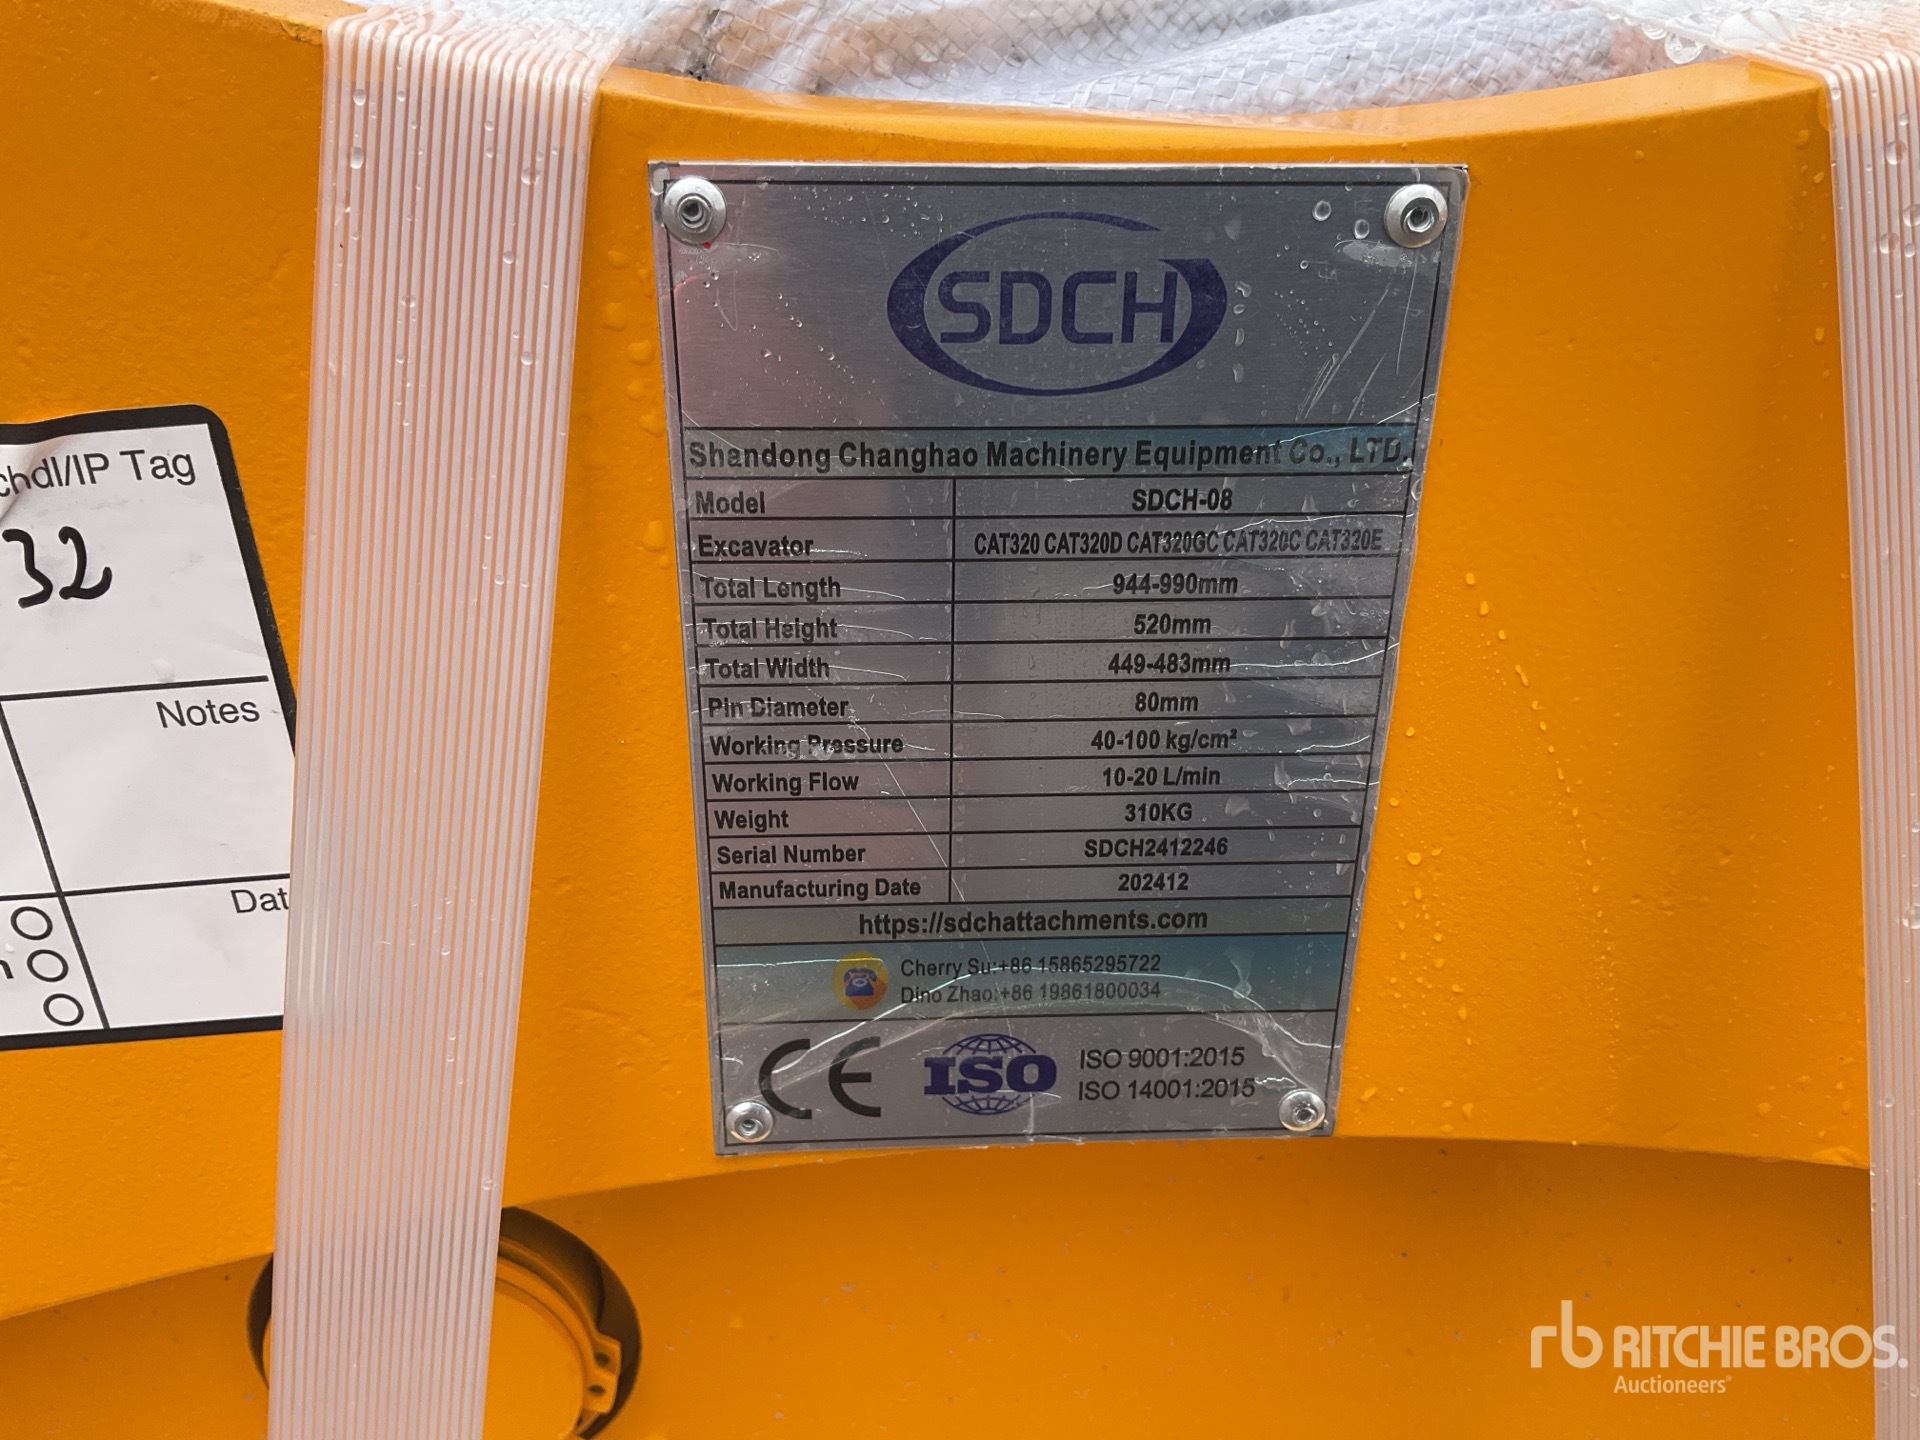 SDCH
Shandong Changhao Machinery Equipment Co., LTD.
Model SDCH-08
Excavator CAT320 CAT320D CAT320GC CAT320C CAT320E
Total Length 944-990mm
Total Height 520mm
Total Width 449-483mm
Pin Diameter 80mm
Working Pressure 40-100 kg/cm²
Working Flow 10-20 L/min
Weight 310KG
Serial Number SDCH2412246
Manufacturing Date 202412
https://sdchattachments.com
Cherry Su:+86 15865295722
Dino Zhao:+86 19861800034
CE ISO ISO 9001:2015
ISO 14001:2015
chdl/IP Tag
32
Notes
Dat
rb RITCHIE BROS.
Auctioneers